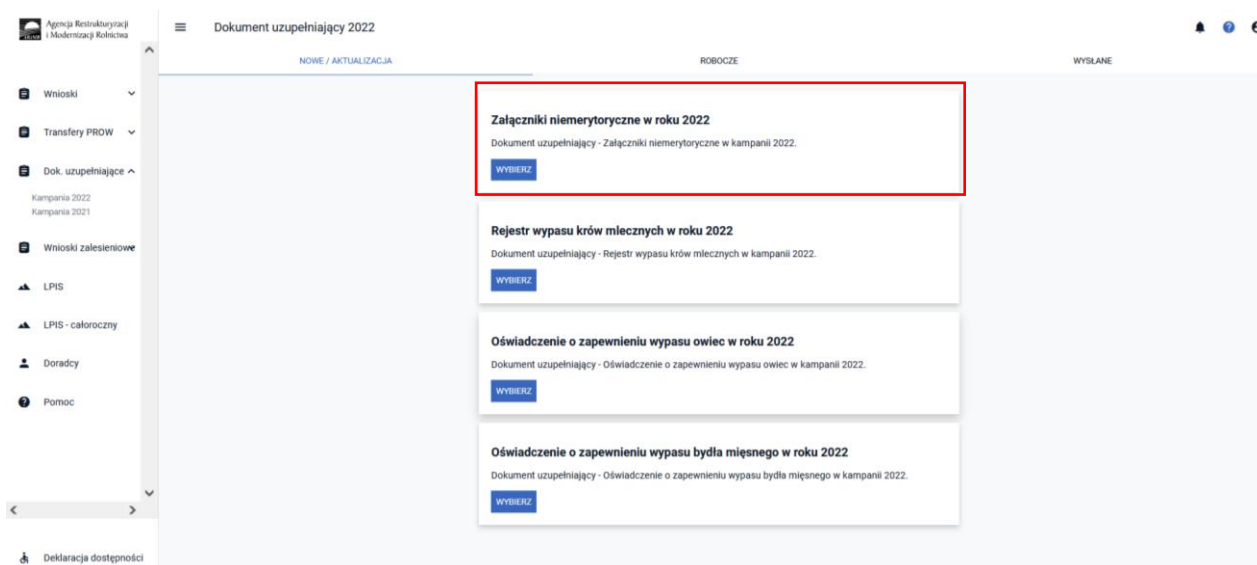 Agencja Restrukturyzacji
i Modernizacji Rolnictwa
Dokument uzupełniający 2022
NOWE / AKTUALIZACJA
ROBOCZE
WYSŁANE
Wnioski
Transfery PROW
Dok. uzupełniające
Kampania 2022
Kampania 2021
Wnioski zalesieniowe
LPIS
LPIS - całoroczny
Doradcy
Pomoc
Deklaracja dostępności
Załączniki niemerytoryczne w roku 2022
Dokument uzupełniający - Załączniki niemerytoryczne w kampanii 2022.
WYBIERZ
Rejestr wypasu krów mlecznych w roku 2022
Dokument uzupełniający - Rejestr wypasu krów mlecznych w kampanii 2022.
WYBIERZ
Oświadczenie o zapewnieniu wypasu owiec w roku 2022
Dokument uzupełniający - Oświadczenie o zapewnieniu wypasu owiec w kampanii 2022.
WYBIERZ
Oświadczenie o zapewnieniu wypasu bydła mięsnego w roku 2022
Dokument uzupełniający - Oświadczenie o zapewnieniu wypasu bydła mięsnego w kampanii 2022.
WYBIERZ